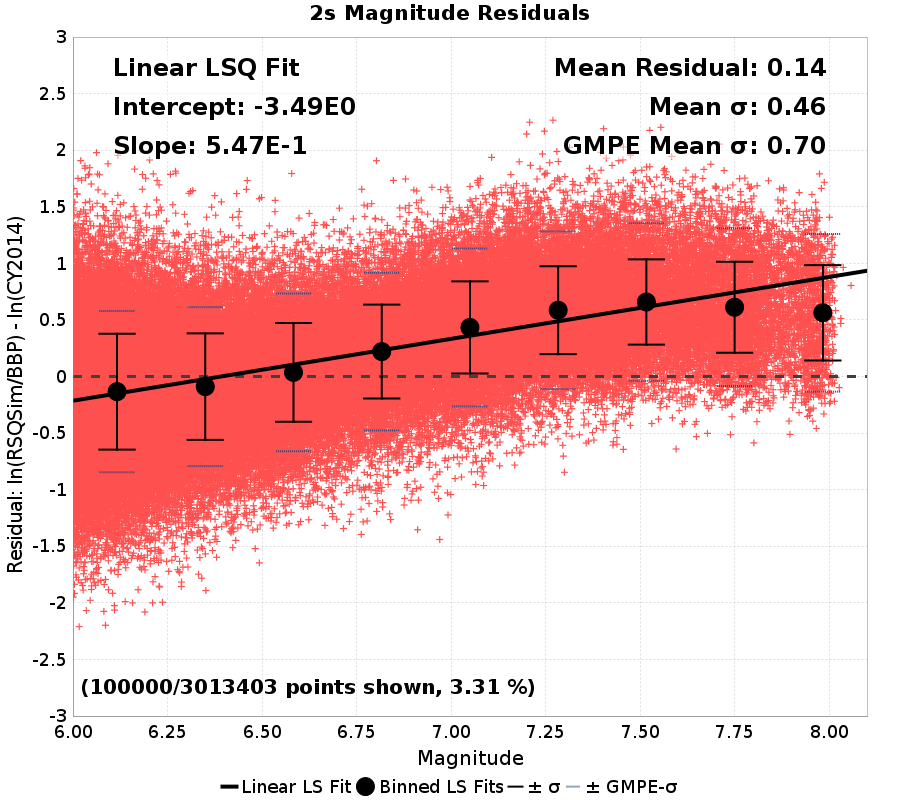 2s Magnitude Residuals
Linear LSQ Fit
Intercept: -3.49E0
Slope: 5.47E-1
Mean Residual: 0.14
Mean σ: 0.46
GMPE Mean σ: 0.70
Residual: ln(RSQSim/BBP) - ln(CY2014)
3
2.5
2
1.5
1
0.5
0
-0.5
-1
-1.5
-2
-2.5
-3
(100000/3013403 points shown, 3.31 %)
6.00 6.25 6.50 6.75 7.00 7.25 7.50 7.75 8.00
Magnitude
Linear LS Fit Binned LS Fits ± σ ± GMPE-σ